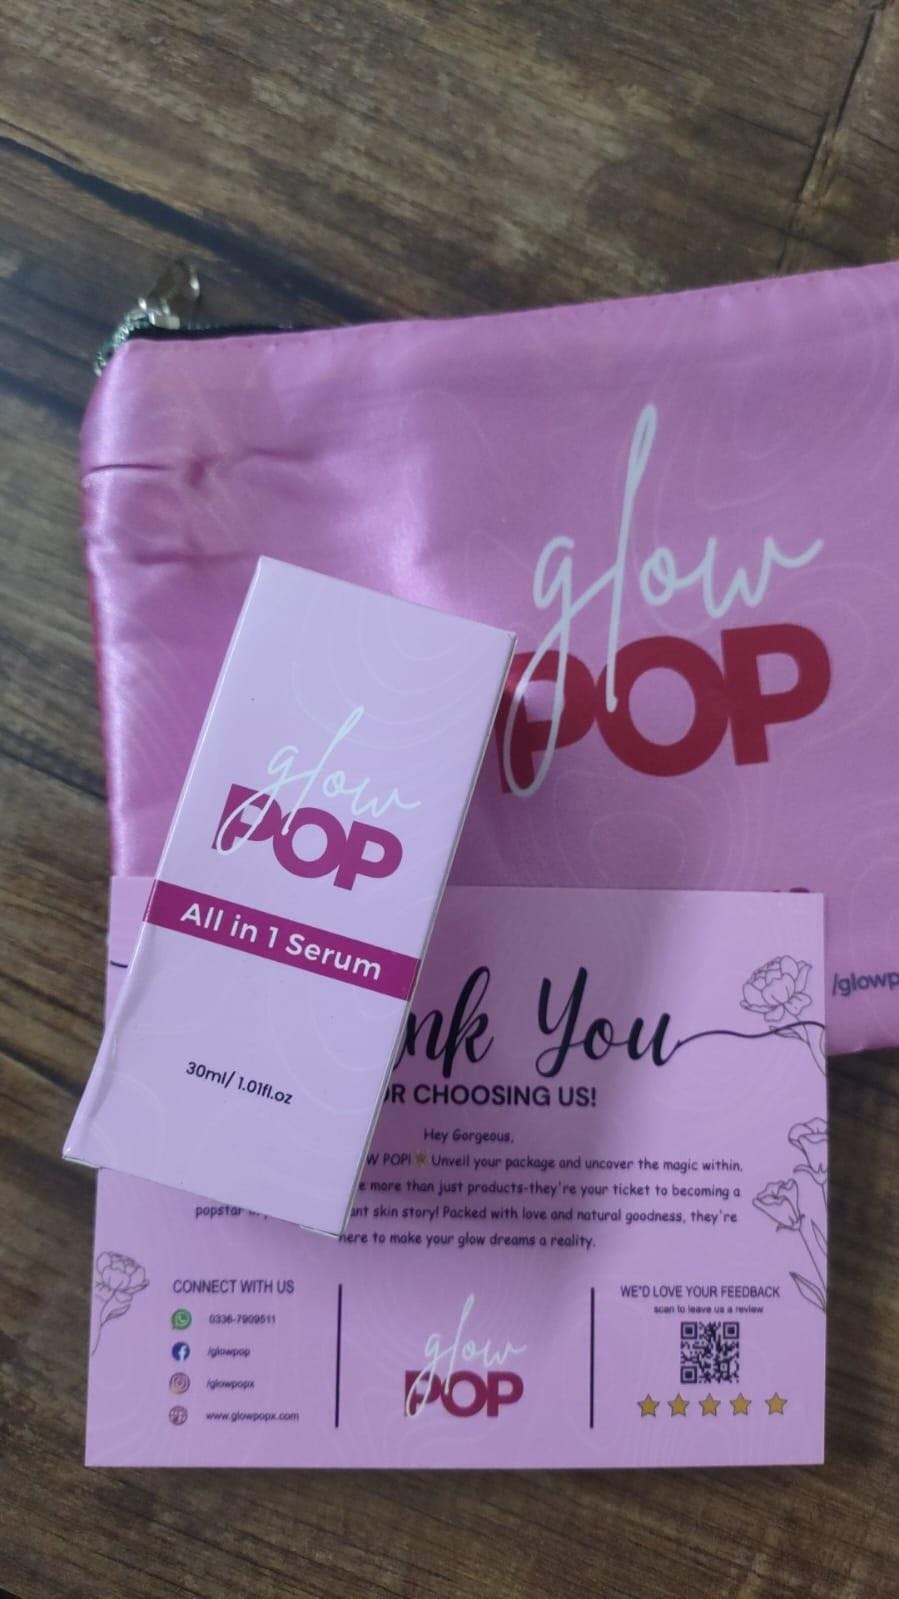 glow
POP
/glowp
glow
POP
All in 1 Serum
30ml/ 1.01fl.oz
nk You
OR CHOOSING US!
Hey Gorgeous,
W POP! Unveil your package and uncover the magic within.
e more than just products-they're your ticket to becoming a
popstar ant skin story! Packed with love and natural goodness, they're
here to make your glow dreams a reality.
CONNECT WITH US
0336-7909511
/glowpop
/glowpopx
www.glowpopx.com
glow
POP
WE"D LOVE YOUR FEEDBACK
scan to leave us a review